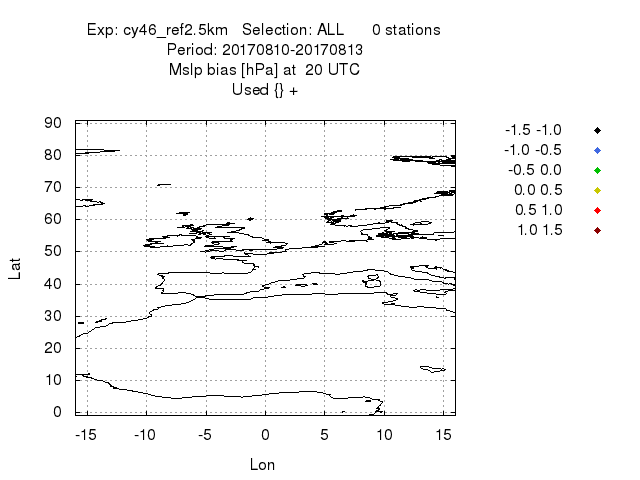 Exp: cy46_ref2.5km Selection: ALL 0 stations
Period: 20170810-20170813
Mslp bias [hPa] at 20 UTC
Used {} +
90
80
70
60
50
40
30
20
10
0
Lat
-15 -10 -5 0 5 10 15
Lon
-1.5 -1.0
-1.0 -0.5
-0.5 0.0
0.0 0.5
0.5 1.0
1.0 1.5